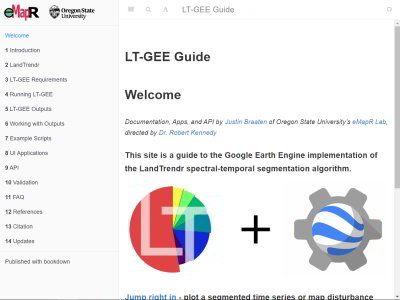 eMapR Oregon State
University
LT-GEE Guide
Welcome
1 Introduction
2 LandTrendr
3 LT-GEE Requirements
4 Running LT-GEE
5 LT-GEE Outputs
6 Working with Outputs
7 Example Scripts
8 UI Applications
9 API
10 Validation
11 FAQ
12 References
13 Citation
14 Updates
Published with bookdown
LT-GEE Guide
Welcome
Documentation, Apps, and API by Justin Braaten of Oregon State University's eMapR Lab,
directed by Dr. Robert Kennedy
This site is a guide to the Google Earth Engine implementation of
the LandTrendr spectral-temporal segmentation algorithm.
LT
+
Jump right in - plot a segmented time series or map disturbance